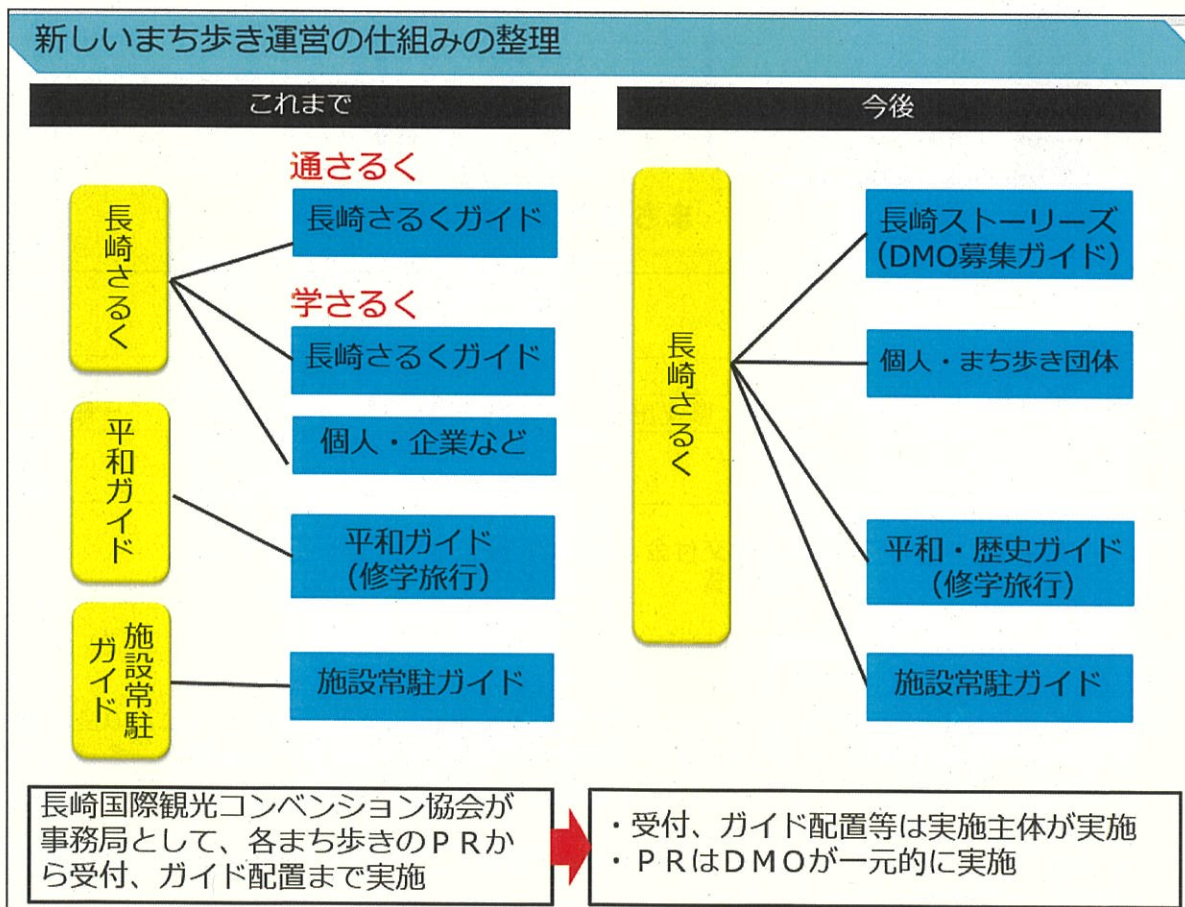 新しいまち歩き運営の仕組みの整理
これまで
長崎さるく
通さるく
長崎さるくガイド
学さるく
長崎さるくガイド
個人・企業など
平和ガイド
平和ガイド
(修学旅行)
施設常駐
ガイド
施設常駐ガイド
長崎国際観光コンベンション協会が
事務局として、各まち歩きのPRか
ら受付、ガイド配置まで実施
今後
長崎さるく
長崎ストーリーズ
(DMO募集ガイド)
個人・まち歩き団体
平和・歴史ガイド
(修学旅行)
施設常駐ガイド
・受付、ガイド配置等は実施主体が実施
・PRはDMOが一元的に実施